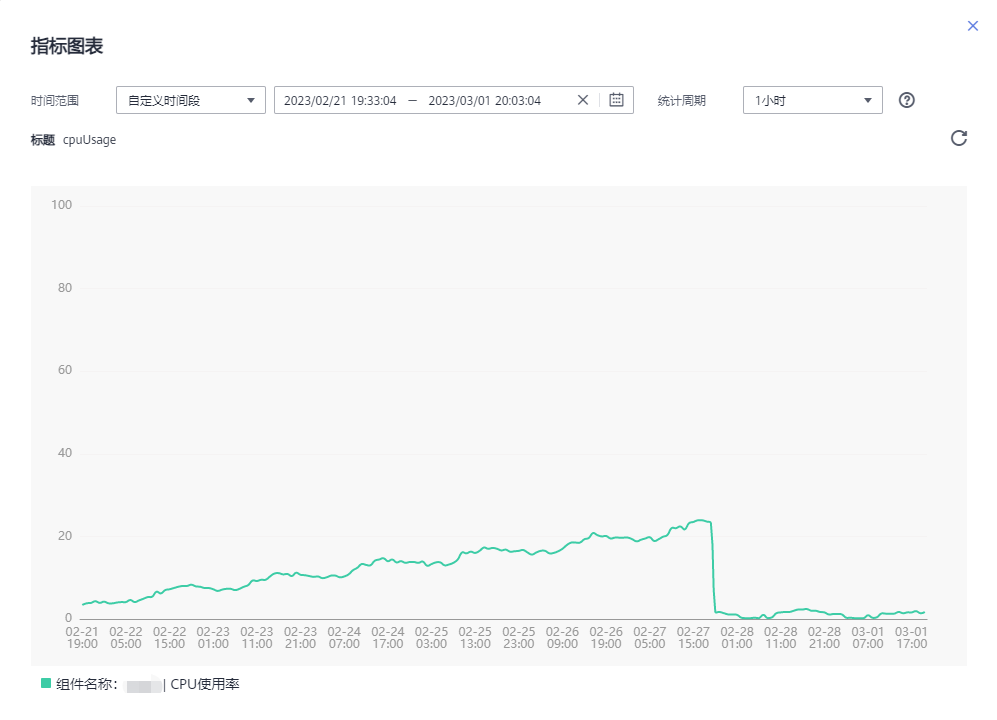 指标图表
时间范围 自定义时间段 2023/02/21 19:33:04 — 2023/03/01 20:03:04 统计周期 1小时
标题 cpuUsage
100
80
60
40
20
0
02-21 02-22 02-22 02-23 02-23 02-23 02-24 02-24 02-25 02-25 02-25 02-26 02-26 02-27 02-27 02-28 02-28 02-28 03-01 03-01
19:00 05:00 15:00 01:00 11:00 21:00 07:00 17:00 03:00 13:00 23:00 09:00 19:00 05:00 15:00 01:00 11:00 21:00 07:00 17:00
组件名称： | CPU使用率